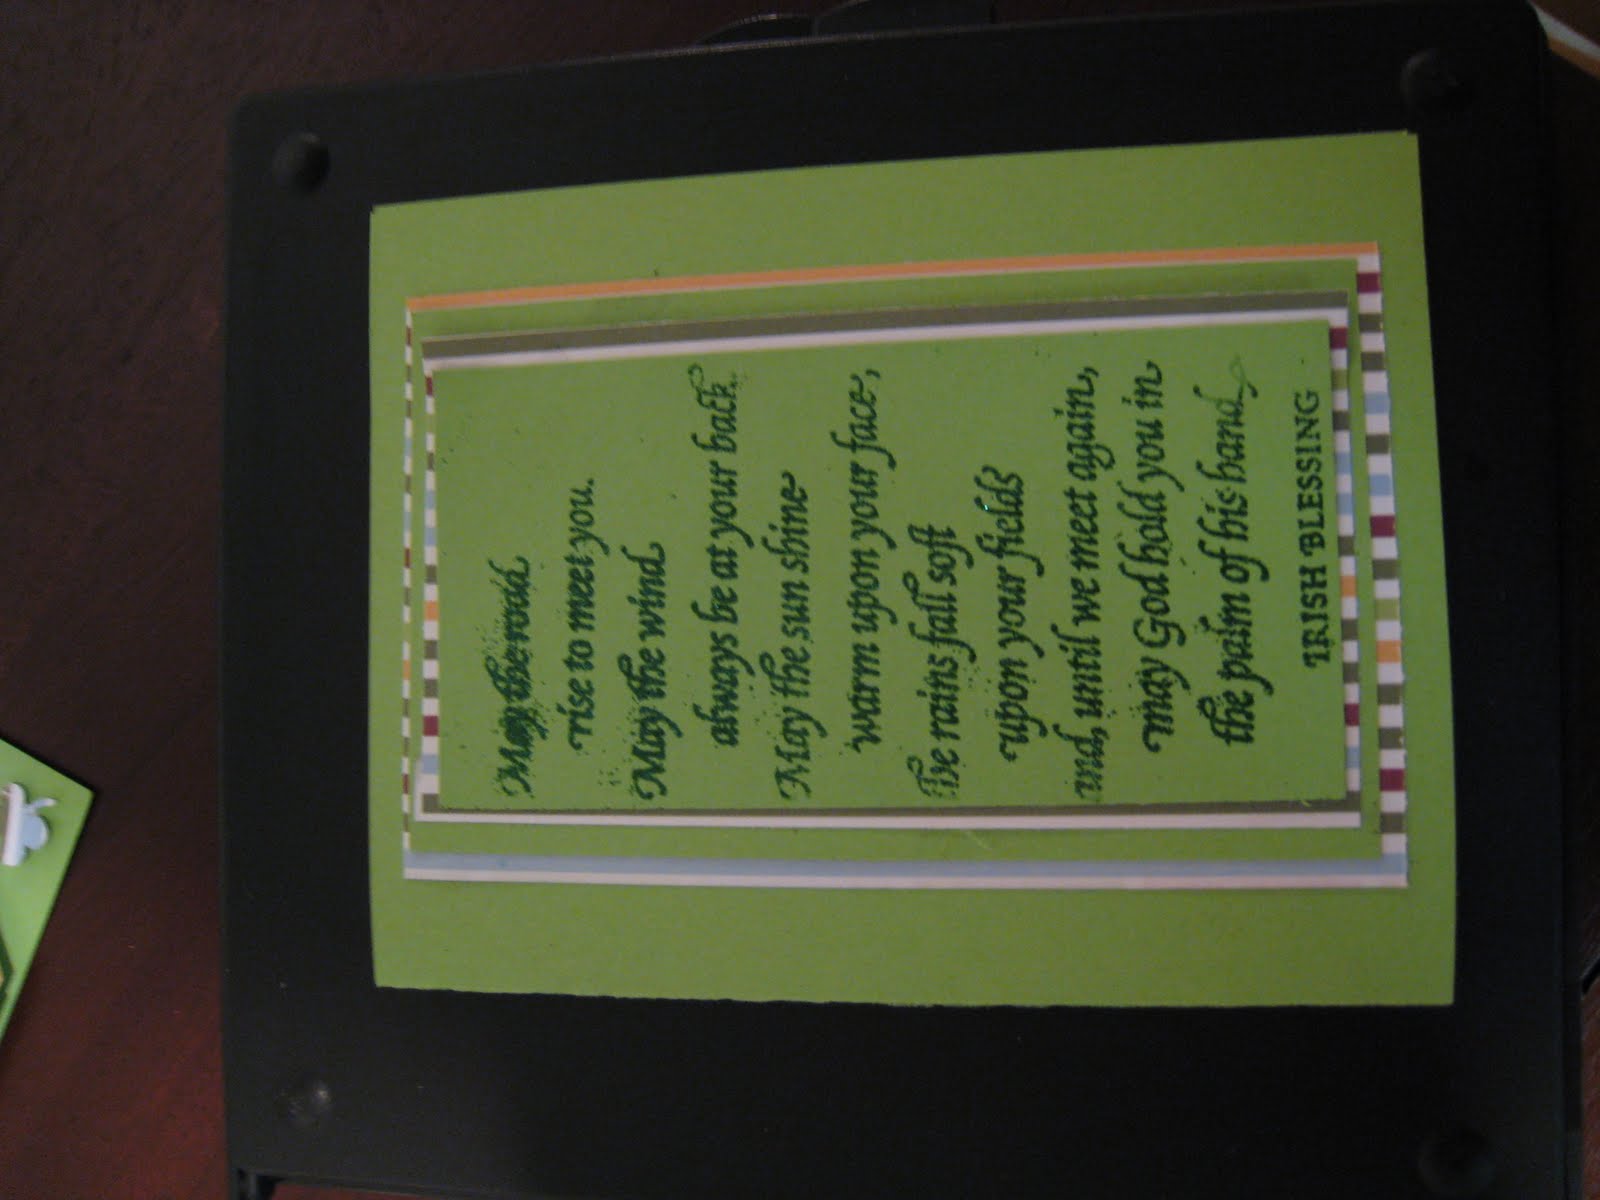 May the road
rise to meet you.
May the wind
always be at your back.
May the sun shine
warm upon your face,
The rains fall soft
upon your fields
and, until we meet again,
may God hold you in
the palm of his hand
IRISH BLESSING